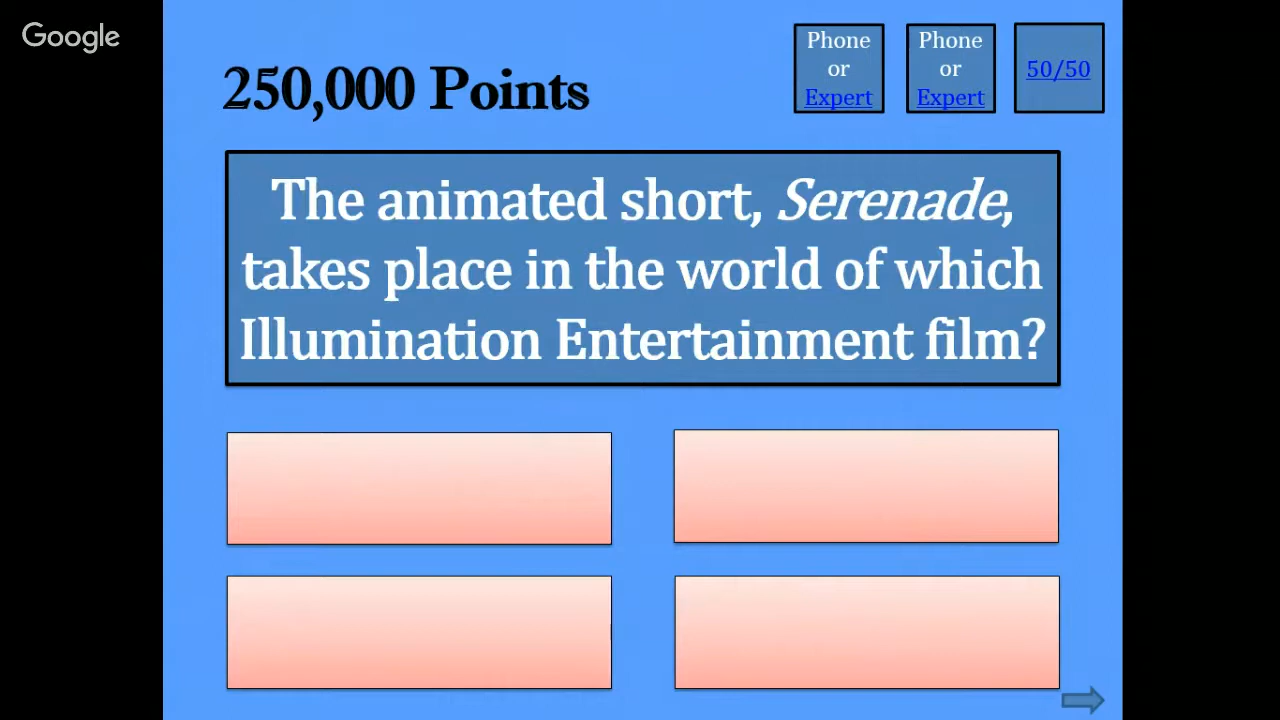 Google
250,000 Points
Phone
or
Expert
Phone
or
Expert
50/50
The animated short, Serenade,
takes place in the world of which
Illumination Entertainment film?